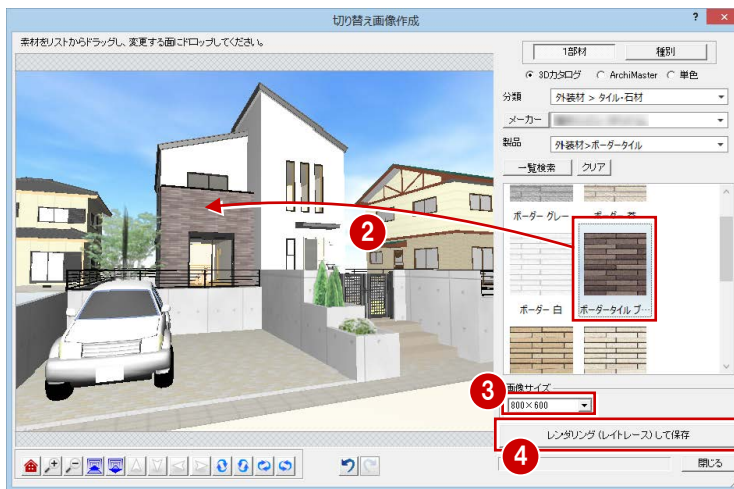 切り替え画像作成
? ×
素材をリストからドラッグし、変更する面にドロップしてください。
1部材 種別
3Dカタログ ArchiMaster 単色
分類 外装材 > タイル・石材
メーカー
製品 外装材>ボーダータイル
一覧検索 クリア
ボーダー グレー ボーダー 茶
2
ボーダー 白 ボーダータイル ブ…
画像サイズ
3
800×600
レンダリング (レイトレース) して保存
4
閉じる